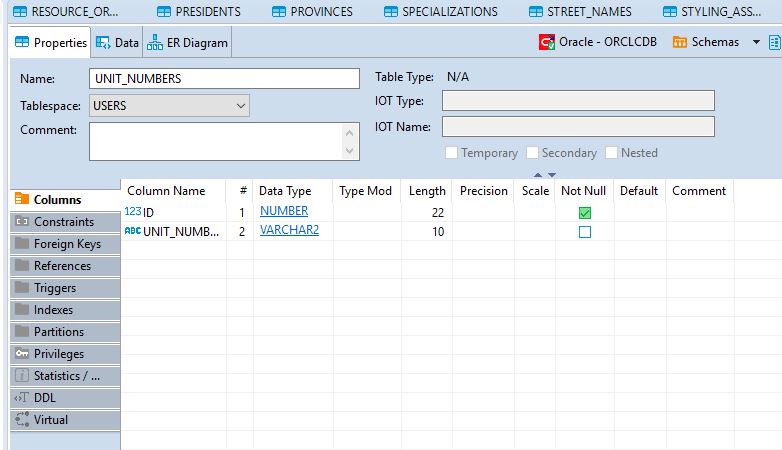 RESOURCE_OR... PRESIDENTS PROVINCES SPECIALIZATIONS STREET_NAMES STYLING_ASS...
Properties Data ER Diagram Oracle - ORCLCDB Schemas
Name: UNIT_NUMBERS Table Type: N/A
Tablespace: USERS IOT Type:
Comment: IOT Name:
Temporary Secondary Nested
Columns Column Name # Data Type Type Mod Length Precision Scale Not Null Default Comment
Constraints 123 ID 1 NUMBER 22
Foreign Keys ABC UNIT_NUMB... 2 VARCHAR2 10
References
Triggers
Indexes
Partitions
Privileges
Statistics / ...
DDL
Virtual